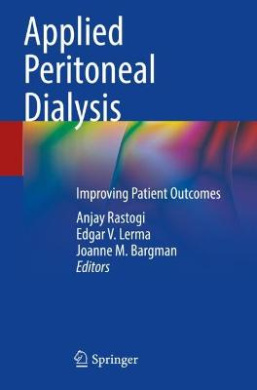 Applied
Peritoneal
Dialysis
Improving Patient Outcomes
Anjay Rastogi
Edgar V. Lerma
Joanne M. Bargman
Editors
Springer